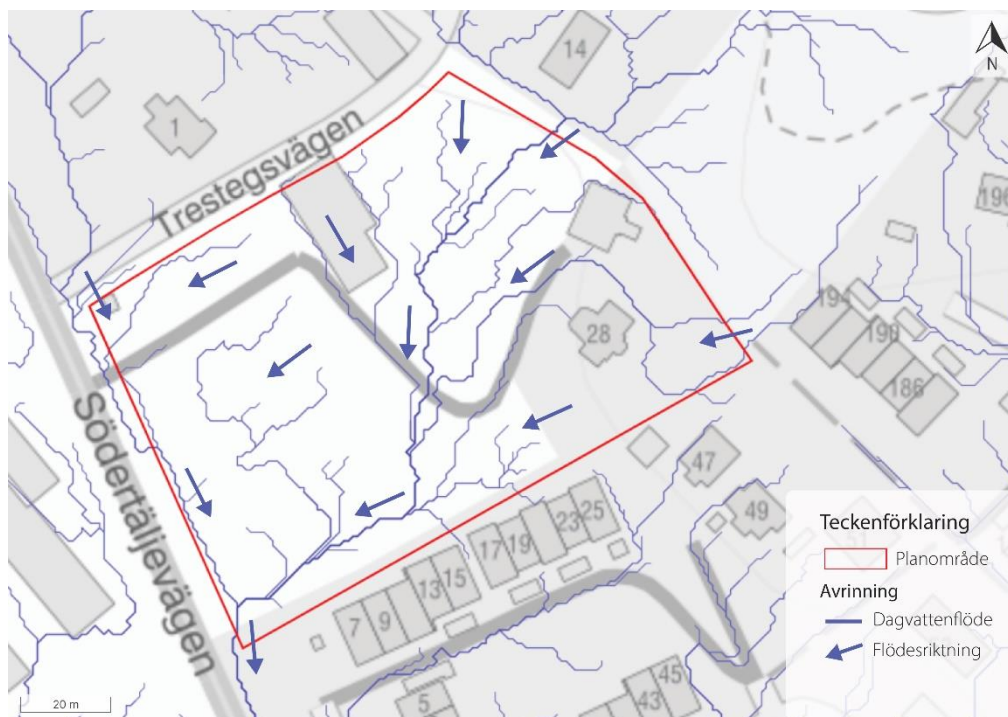 14
N
1
Trestegsvägen
196
28
194
190
186
Södertäljevägen
47
49
23
25
17
19
13
15
7
9
5
43
45
Teckenförklaring
Planområde
Avrinning
Dagvattenflöde
Flödesriktning
20 m